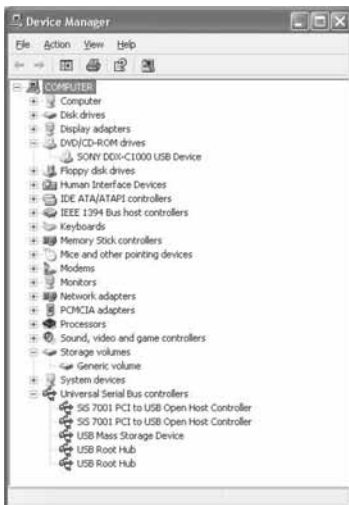 Device Manager
File Action View Help
COMPUTER
Computer
Disk drives
Display adapters
DVD/CD-ROM drives
SONY DDX-C1000 USB Device
Floppy disk drives
Human Interface Devices
IDE ATA/ATAPI controllers
IEEE 1394 Bus host controllers
Keyboards
Memory Stick controllers
Mice and other pointing devices
Modems
Monitors
Network adapters
PCMCIA adapters
Processors
Sound, video and game controllers
Storage volumes
Generic volume
System devices
Universal Serial Bus controllers
SiS 7001 PCI to USB Open Host Controller
SiS 7001 PCI to USB Open Host Controller
USB Mass Storage Device
USB Root Hub
USB Root Hub